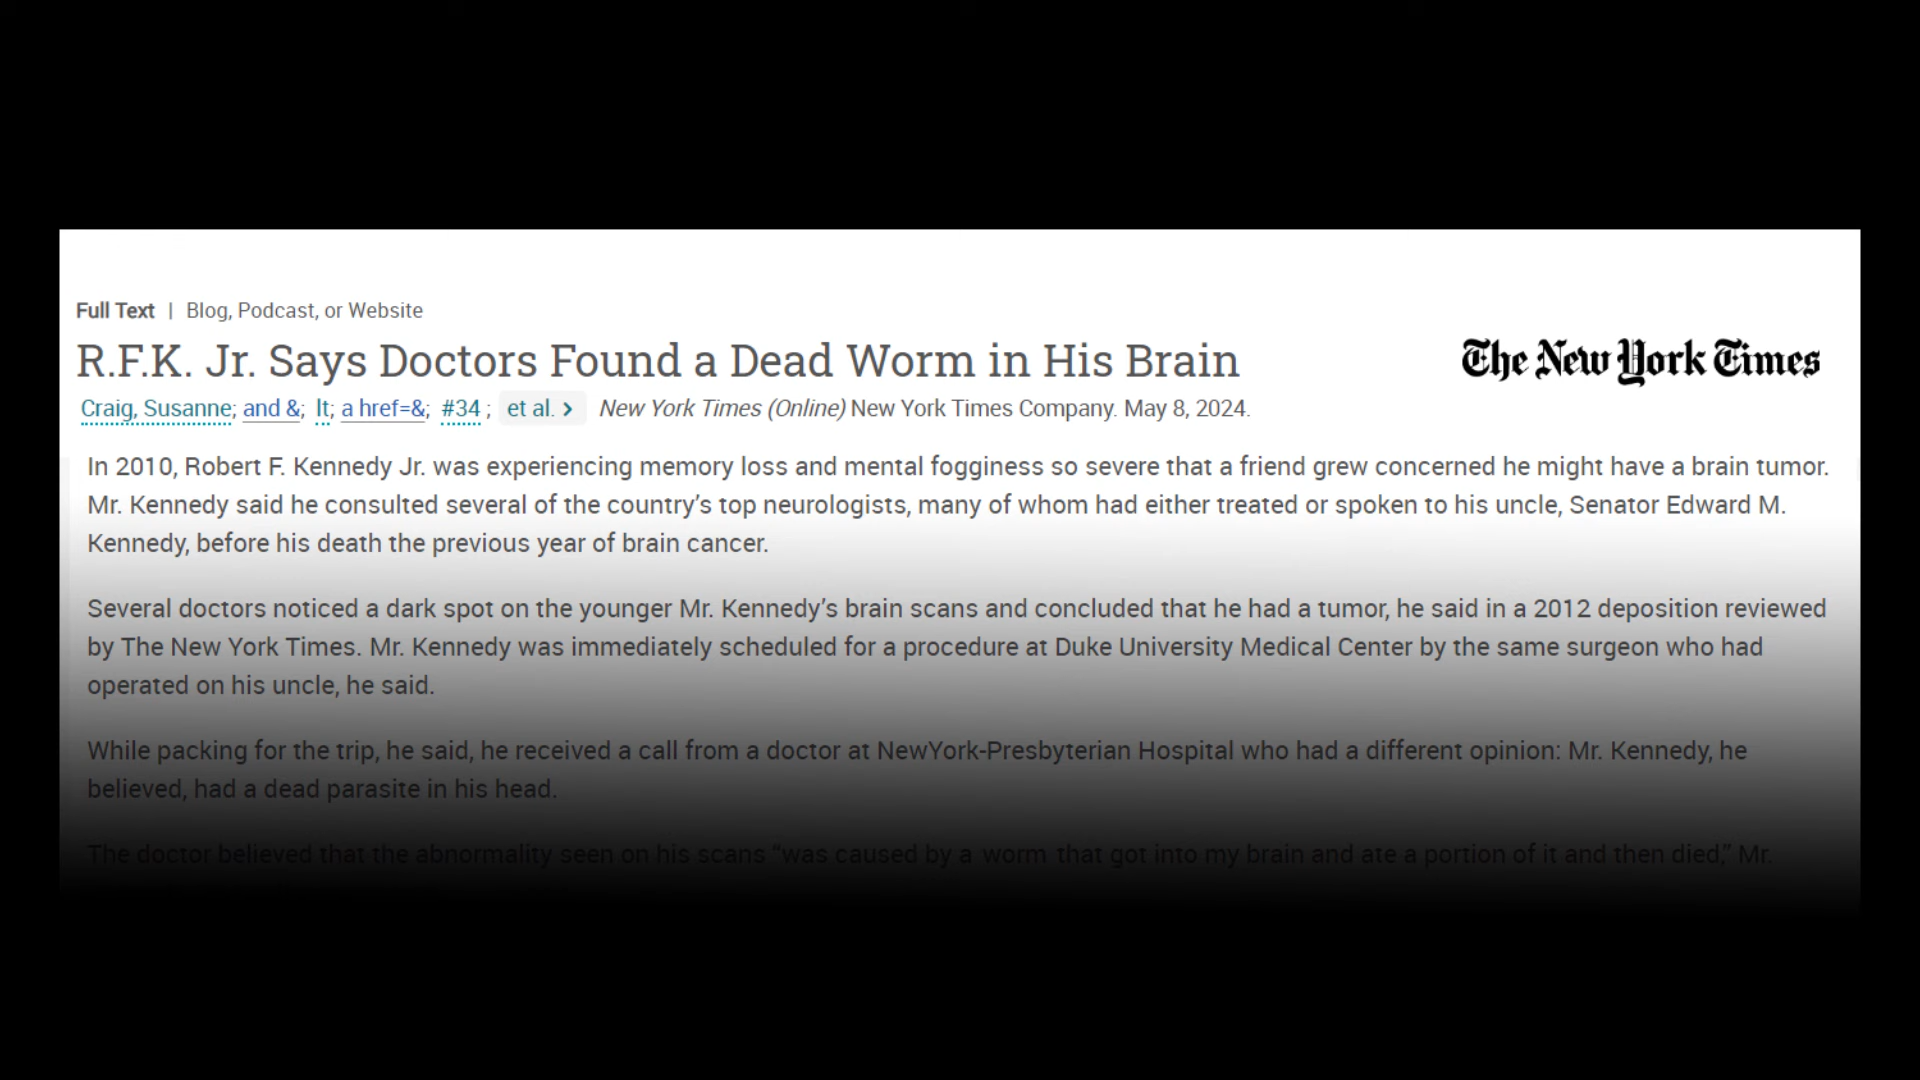 Full Text | Blog, Podcast, or Website
R.F.K. Jr. Says Doctors Found a Dead Worm in His Brain
The New York Times
Craig, Susanne; and &; lt; a href=&; #34 ; et al. > New York Times (Online) New York Times Company. May 8, 2024.
In 2010, Robert F. Kennedy Jr. was experiencing memory loss and mental fogginess so severe that a friend grew concerned he might have a brain tumor.
Mr. Kennedy said he consulted several of the country’s top neurologists, many of whom had either treated or spoken to his uncle, Senator Edward M.
Kennedy, before his death the previous year of brain cancer.
Several doctors noticed a dark spot on the younger Mr. Kennedy’s brain scans and concluded that he had a tumor, he said in a 2012 deposition reviewed
by The New York Times. Mr. Kennedy was immediately scheduled for a procedure at Duke University Medical Center by the same surgeon who had
operated on his uncle, he said.
While packing for the trip, he said, he received a call from a doctor at NewYork-Presbyterian Hospital who had a different opinion: Mr. Kennedy, he
believed, had a dead parasite in his head.
The doctor believed that the abnormality seen on his scans “was caused by a worm that got into my brain and ate a portion of it and then died,” Mr.